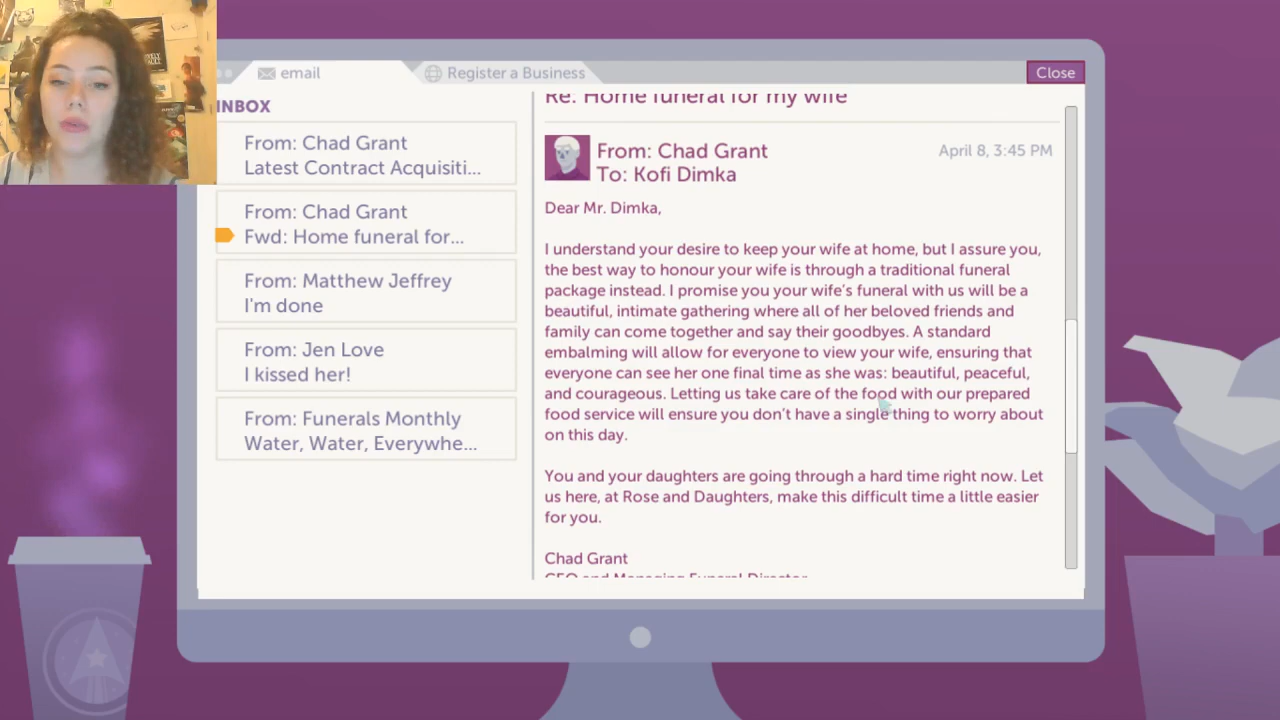 email
Register a Business
Close
INBOX
From: Chad Grant
Latest Contract Acquisiti...
From: Chad Grant
Fwd: Home funeral for...
From: Matthew Jeffrey
I'm done
From: Jen Love
I kissed her!
From: Funerals Monthly
Water, Water, Everywhe...
Re: Home funeral for my wife
From: Chad Grant
April 8, 3:45 PM
To: Kofi Dimka
Dear Mr. Dimka,
I understand your desire to keep your wife at home, but I assure you,
the best way to honour your wife is through a traditional funeral
package instead. I promise you your wife's funeral with us will be a
beautiful, intimate gathering where all of her beloved friends and
family can come together and say their goodbyes. A standard
embalming will allow for everyone to view your wife, ensuring that
everyone can see her one final time as she was: beautiful, peaceful,
and courageous. Letting us take care of the food with our prepared
food service will ensure you don't have a single thing to worry about
on this day.
You and your daughters are going through a hard time right now. Let
us here, at Rose and Daughters, make this difficult time a little easier
for you.
Chad Grant
CEO and Managing Funeral Director